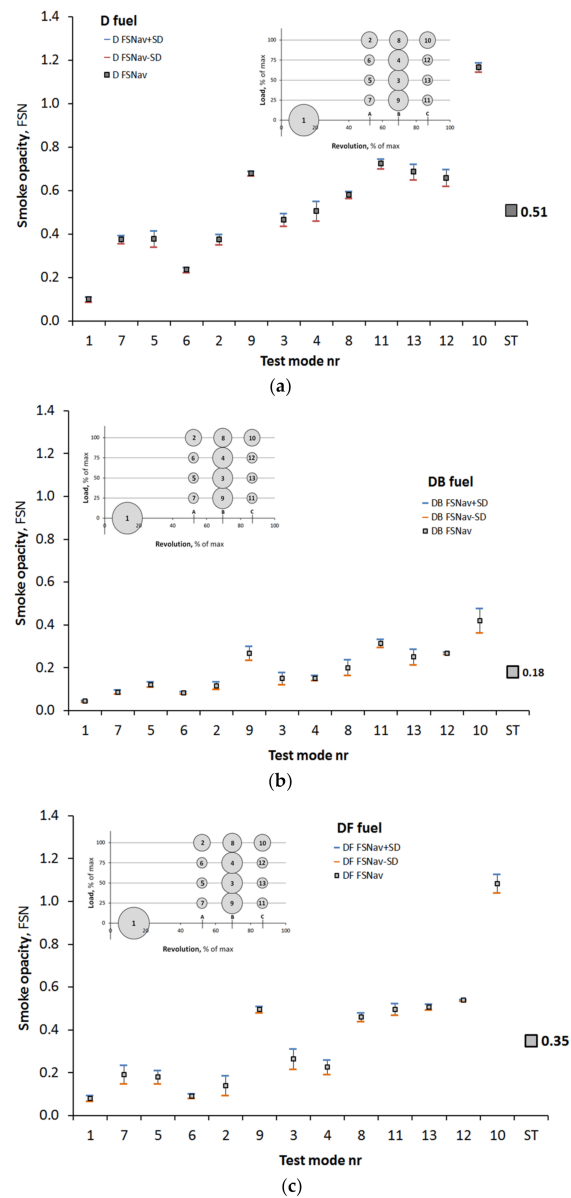 D fuel
D FSNav+SD
D FSNav-SD
D FSNav
Smoke opacity, FSN
1.4
1.2
1.0
0.8
0.6
0.4
0.2
0.0
Load, % of max
100
75
50
25
0
2 8 10
6 4 12
5 3 13
7 9 11
1
A B C
0 20 40 60 80 100
Revolution, % of max
0.51
1 7 5 6 2 9 3 4 8 11 13 12 10 ST
Test mode nr
(a)
DB fuel
DB FSNav+SD
DB FSNav-SD
DB FSNav
Smoke opacity, FSN
1.4
1.2
1.0
0.8
0.6
0.4
0.2
0.0
Load, % of max
100
75
50
25
0
2 8 10
6 4 12
5 3 13
7 9 11
1
A B C
0 20 40 60 80 100
Revolution, % of max
0.18
1 7 5 6 2 9 3 4 8 11 13 12 10 ST
Test mode nr
(b)
DF fuel
DF FSNav+SD
DF FSNav-SD
DF FSNav
Smoke opacity, FSN
1.4
1.2
1.0
0.8
0.6
0.4
0.2
0.0
Load, % of max
100
75
50
25
0
2 8 10
6 4 12
5 3 13
7 9 11
1
A B C
0 20 40 60 80 100
Revolution, % of max
0.35
1 7 5 6 2 9 3 4 8 11 13 12 10 ST
Test mode nr
(c)